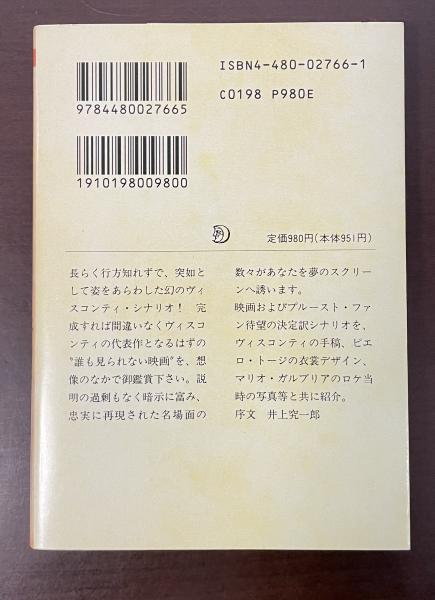 ISBN4-480-02766-1
C0198 P980E
9784480027665
1910198009800
定価980円(本体951円)
長らく行方知れずで、突如とし
て姿をあらわした幻のヴィ
スコンティ・シナリオ! 完
成すれば間違いなくヴィスコ
ンティの代表作となるはずの
〝誰も見られない映画〟を、想
像のなかで御鑑賞下さい。説
明の過剰もなく暗示に富み、
忠実に再現された名場面の
数々があなたを夢のスクリー
ンへ誘います。
映画およびプルースト・ファ
ン待望の決定訳シナリオを、
ヴィスコンティの手稿、ピエ
ロ・トージの衣裳デザイン、
マリオ・ガルブリアのロケ当
時の写真等と共に紹介。
序文 井上究一郎